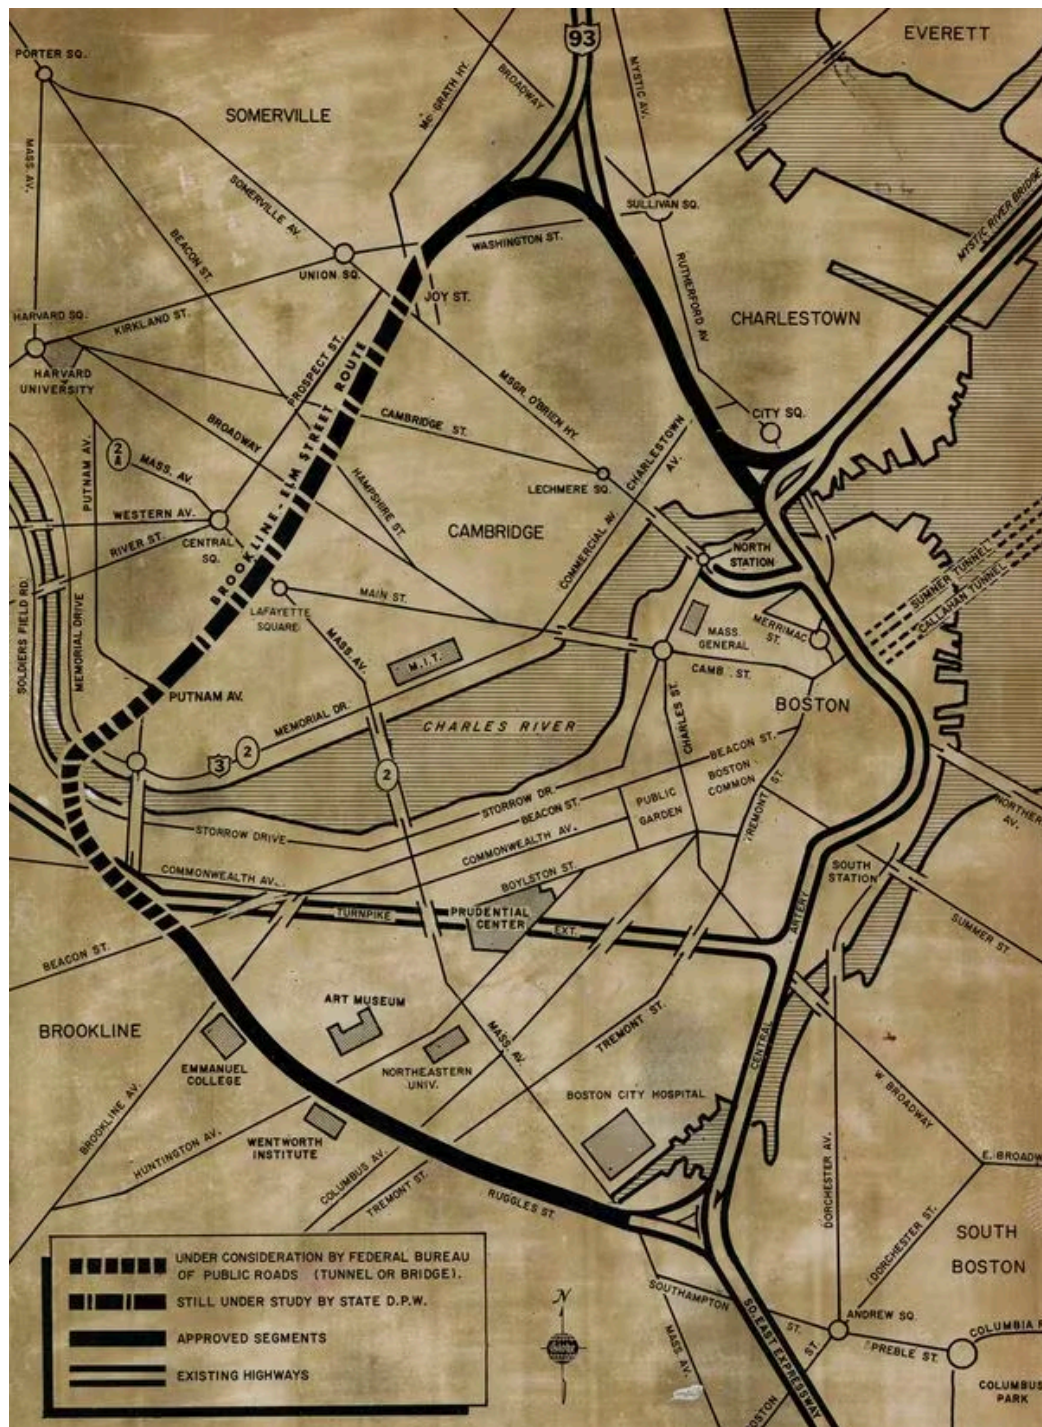 93
EVERETT
PORTER SQ.
SOMERVILLE
Mc-GRATH HY.
BROADWAY
MYSTIC AV.
MASS. AV.
SOMERVILLE AV.
BEACON ST.
SULLIVAN SQ.
MYSTIC RIVER BRIDGE
WASHINGTON ST.
UNION SQ.
RUTHERFORD AV
JOY ST.
HARVARD SQ.
KIRKLAND ST.
CHARLESTOWN
HARVARD
UNIVERSITY
PROSPECT ST.
BROOKLINE-ELM STREET ROUTE
MSGR. O'BRIEN HY.
CITY SQ.
BROADWAY
CAMBRIDGE ST.
CHARLESTOWN
AV.
PUTNAM AV.
2
MASS. AV.
HAMPSHIRE ST.
LECHMERE SQ.
WESTERN AV.
CENTRAL
SQ.
CAMBRIDGE
COMMERCIAL AV.
RIVER ST.
NORTH
STATION
SUMNER TUNNEL
CALLAHAN TUNNEL
SOLDIERS FIELD RD.
MEMORIAL DRIVE
LAFAYETTE
SQUARE
MAIN ST.
MERRIMAC
ST.
MASS.
GENERAL
MASS. AV.
M.I.T.
CAMB. ST.
PUTNAM AV.
BOSTON
MEMORIAL DR.
CHARLES RIVER
CHARLES ST.
3
2
2
BEACON ST.
BOSTON
COMMON
PUBLIC
GARDEN
TREMONT ST.
STORROW DR.
BEACON ST.
NORTHER
AV.
STORROW DRIVE
COMMONWEALTH AV.
COMMONWEALTH AV.
BOYLSTON ST.
SOUTH
STATION
TURNPIKE
PRUDENTIAL
CENTER
EXT.
ARTERY
SUMMER ST.
BEACON ST.
ART MUSEUM
BROOKLINE
MASS. AV.
TREMONT ST.
CENTRAL
EMMANUEL
COLLEGE
NORTHEASTERN
UNIV.
BOSTON CITY HOSPITAL
W. BROADWAY
BROOKLINE AV.
HUNTINGTON AV.
WENTWORTH
INSTITUTE
COLUMBUS AV.
TREMONT ST.
RUGGLES ST.
DORCHESTER AV.
E. BROADW
DORCHESTER ST.
SOUTH
BOSTON
UNDER CONSIDERATION BY FEDERAL BUREAU
OF PUBLIC ROADS (TUNNEL OR BRIDGE).
STILL UNDER STUDY BY STATE D.P.W.
APPROVED SEGMENTS
EXISTING HIGHWAYS
N
SOUTHAMPTON
ST.
SO. EAST EXPRESSWAY
MASS. AV.
ANDREW SQ.
PREBLE ST.
COLUMBIA R
COLUMBUS
PARK
BOSTON
ST.